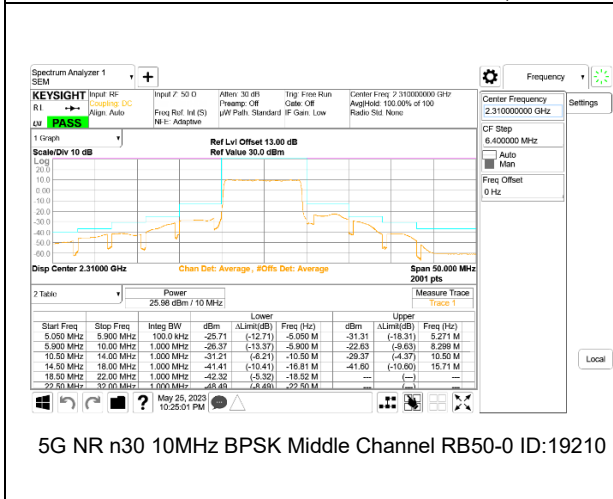 Spectrum Analyzer 1
SEM
+
Frequency
KEYSIGHT Input: RF Input Z: 50 Ω Atten: 30 dB Trig: Free Run Center Freq: 2.310000000 GHz
RL Coupling: DC Preamp: Off Gate: Off Avg|Hold: 100.00% of 100
Align: Auto Freq Ref: Int (S) µW Path: Standard IF Gain: Low Radio Std: None
PASS NFE: Adaptive
Center Frequency
2.310000000 GHz
Settings
CF Step
6.400000 MHz
Auto
Man
Freq Offset
0 Hz
Local
1 Graph
Ref Lvl Offset 13.00 dB
Scale/Div 10 dB Ref Value 30.0 dBm
Log
20.0
10.0
0.00
-10.0
-20.0
-30.0
-40.0
-50.0
-60.0
Disp Center 2.31000 GHz Chan Det: Average , #Offs Det: Average Span 50.000 MHz
2001 pts
2 Table Power Measure Trace
25.98 dBm / 10 MHz Trace 1
Lower Upper
Start Freq Stop Freq Integ BW dBm ΔLimit(dB) Freq (Hz) dBm ΔLimit(dB) Freq (Hz)
5.050 MHz 5.900 MHz 100.0 kHz -25.71 (-12.71) -5.050 M -31.31 (-18.31) 5.271 M
5.900 MHz 10.00 MHz 1.000 MHz -26.37 (-13.37) -5.900 M -22.63 (-9.63) 8.299 M
10.50 MHz 14.00 MHz 1.000 MHz -31.21 (-6.21) -10.50 M -29.37 (-4.37) 10.50 M
14.50 MHz 18.00 MHz 1.000 MHz -41.41 (-10.41) -16.81 M -41.60 (-10.60) 15.71 M
18.50 MHz 22.00 MHz 1.000 MHz -42.32 (-5.32) -18.52 M --- (---) ---
22.50 MHz 32.00 MHz 1.000 MHz -48.49 (-8.49) -22.50 M --- (---) ---
?
May 25, 2023
10:25:01 PM
5G NR n30 10MHz BPSK Middle Channel RB50-0 ID:19210